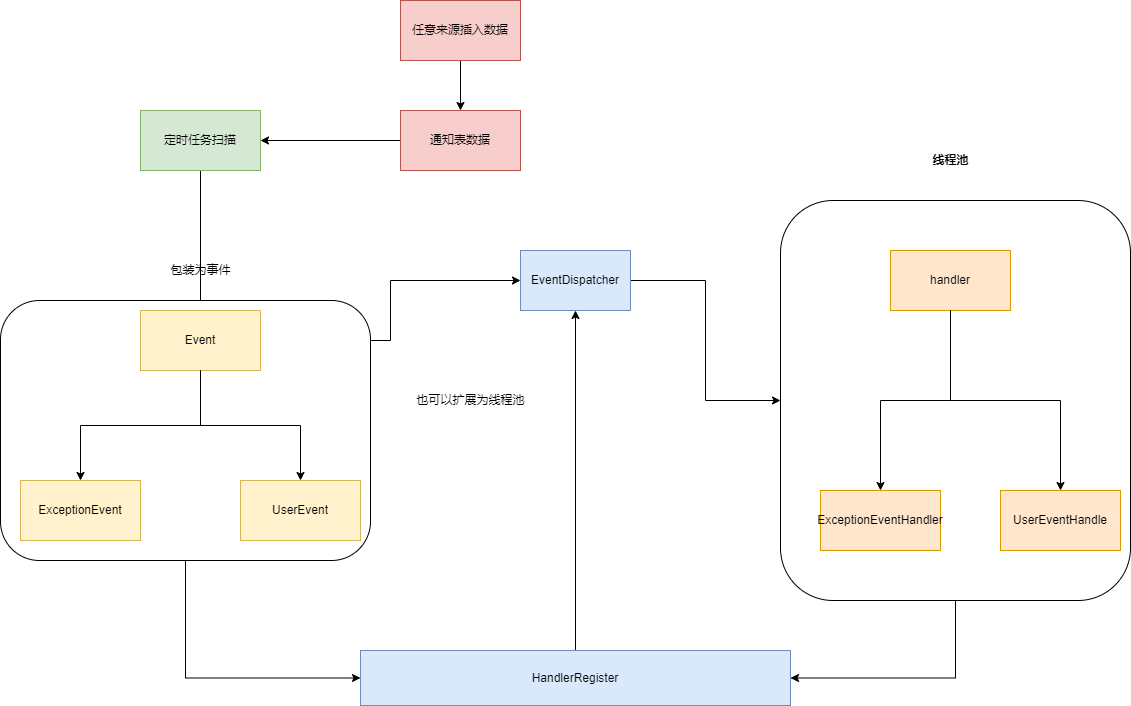 任意来源插入数据
定时任务扫描
通知表数据
线程池
包装为事件
EventDispatcher
handler
Event
也可以扩展为线程池
ExceptionEvent
UserEvent
ExceptionEventHandler
UserEventHandle
HandlerRegister